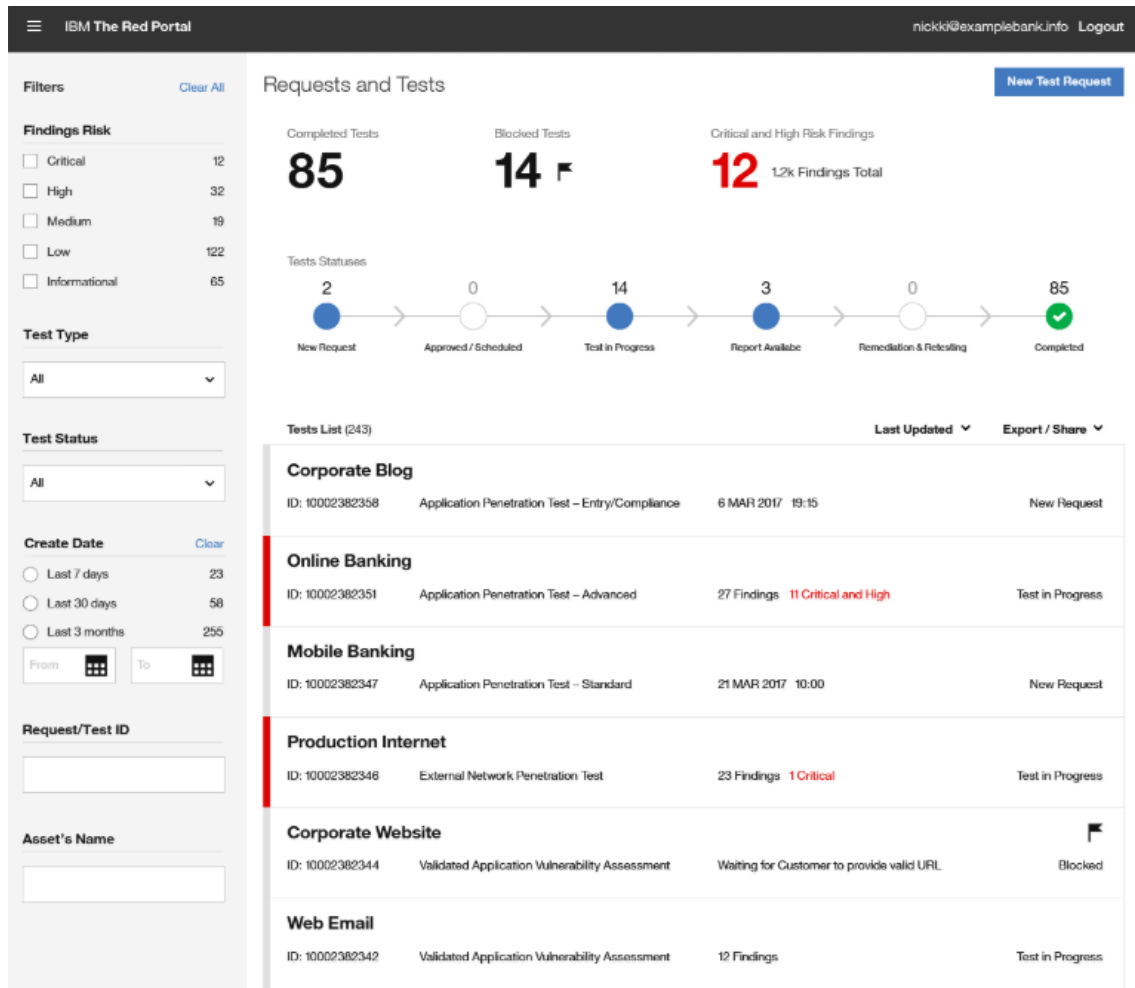 IBM The Red Portal
nickki@examplebank.info Logout
Filters Clear All
Findings Risk
Critical 12
High 32
Medium 19
Low 122
Informational 65
Test Type
All
Test Status
All
Create Date Clear
Last 7 days 23
Last 30 days 58
Last 3 months 255
From To
Request/Test ID
Asset's Name
Requests and Tests
New Test Request
Completed Tests Blocked Tests Critical and High Risk Findings
85 14 12 1.2k Findings Total
Tests Statuses
2 0 14 3 0 85
New Request Approved / Scheduled Test in Progress Report Availabe Remediation & Retesting Completed
Tests List (243) Last Updated Export / Share
Corporate Blog
ID: 10002382358 Application Penetration Test – Entry/Compliance 6 MAR 2017 19:15 New Request
Online Banking
ID: 10002382351 Application Penetration Test – Advanced 27 Findings 11 Critical and High Test in Progress
Mobile Banking
ID: 10002382347 Application Penetration Test – Standard 21 MAR 2017 10:00 New Request
Production Internet
ID: 10002382346 External Network Penetration Test 23 Findings 1 Critical Test in Progress
Corporate Website
ID: 10002382344 Validated Application Vulnerability Assessment Waiting for Customer to provide valid URL Blocked
Web Email
ID: 10002382342 Validated Application Vulnerability Assessment 12 Findings Test in Progress